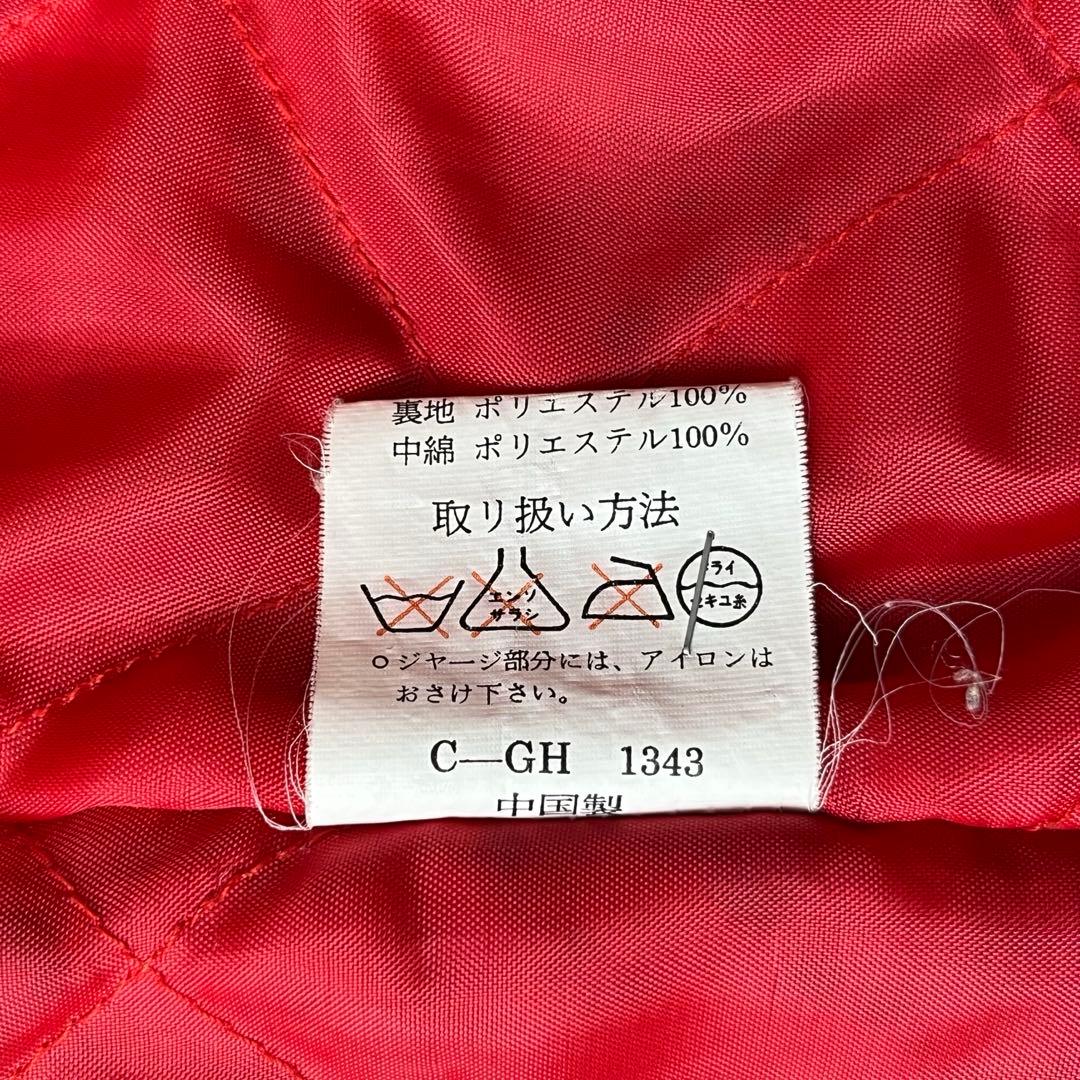 裏地 ポリエステル100%
中綿 ポリエステル100%
取り扱い方法
エンソ
サラシ
ライ
セキユ系
○ジャージ部分には、アイロンは
おさけ下さい。
C—GH 1343
中国製